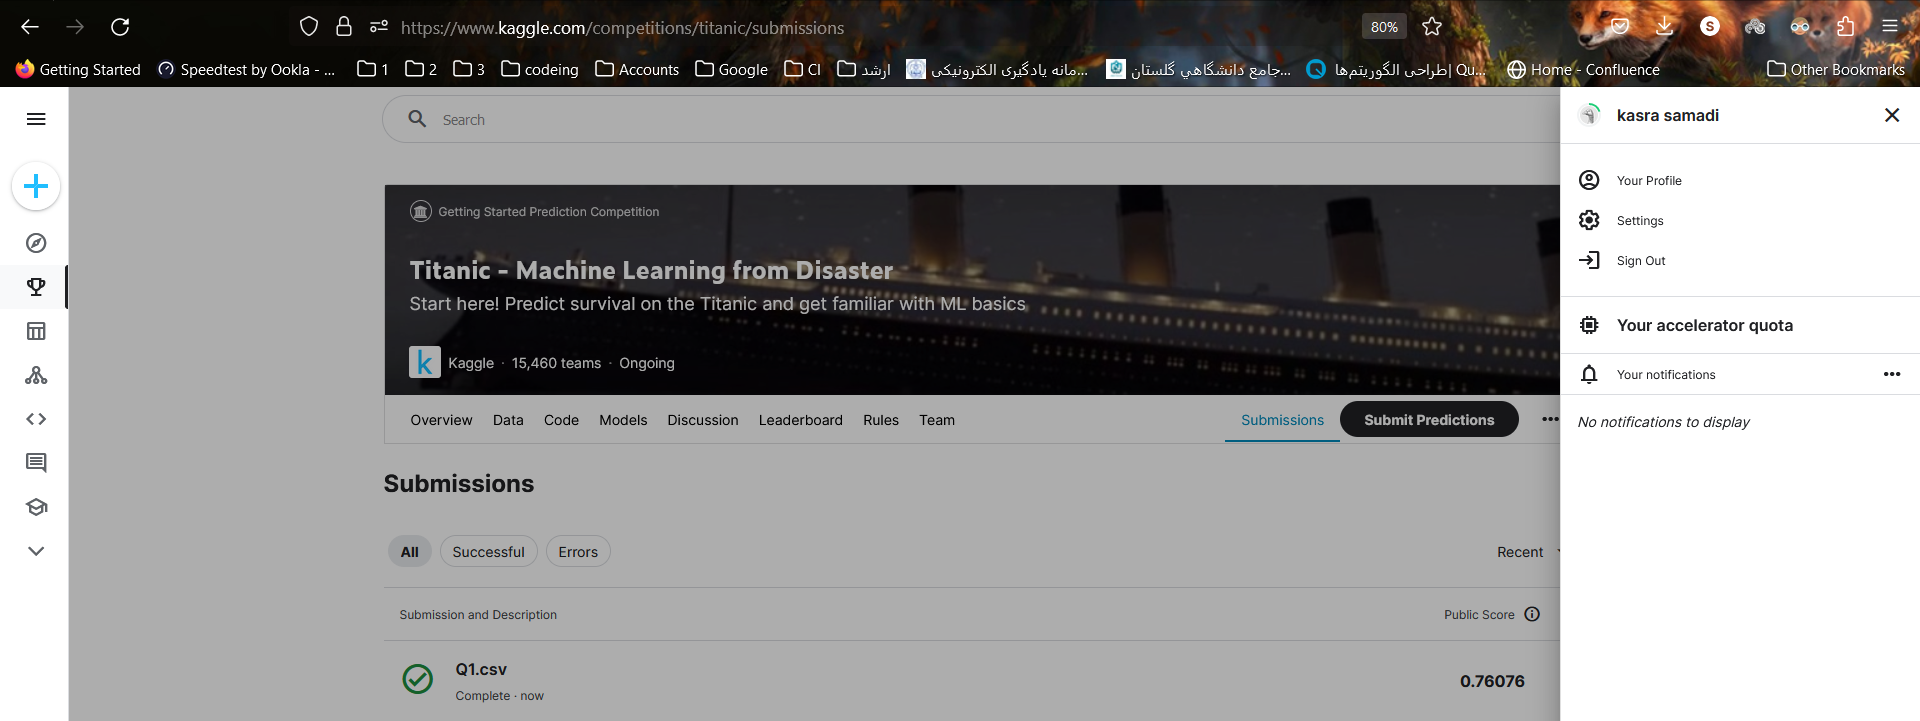 https://www.kaggle.com/competitions/titanic/submissions
80%
S
Getting Started
Speedtest by Ookla - ...
1
2
3
codeing
Accounts
Google
CI
ارشد
مانه یادگیری الکترونیکی...
جامع دانشگاهي گلستان...
طراحی الگوریتم‌ها| Qu...
Home - Confluence
Other Bookmarks
Search
Getting Started Prediction Competition
Titanic - Machine Learning from Disaster
Start here! Predict survival on the Titanic and get familiar with ML basics
k
Kaggle · 15,460 teams · Ongoing
Overview
Data
Code
Models
Discussion
Leaderboard
Rules
Team
Submissions
Submit Predictions
Submissions
All
Successful
Errors
Recent
Submission and Description
Public Score
Q1.csv
Complete · now
0.76076
kasra samadi
Your Profile
Settings
Sign Out
Your accelerator quota
Your notifications
No notifications to display